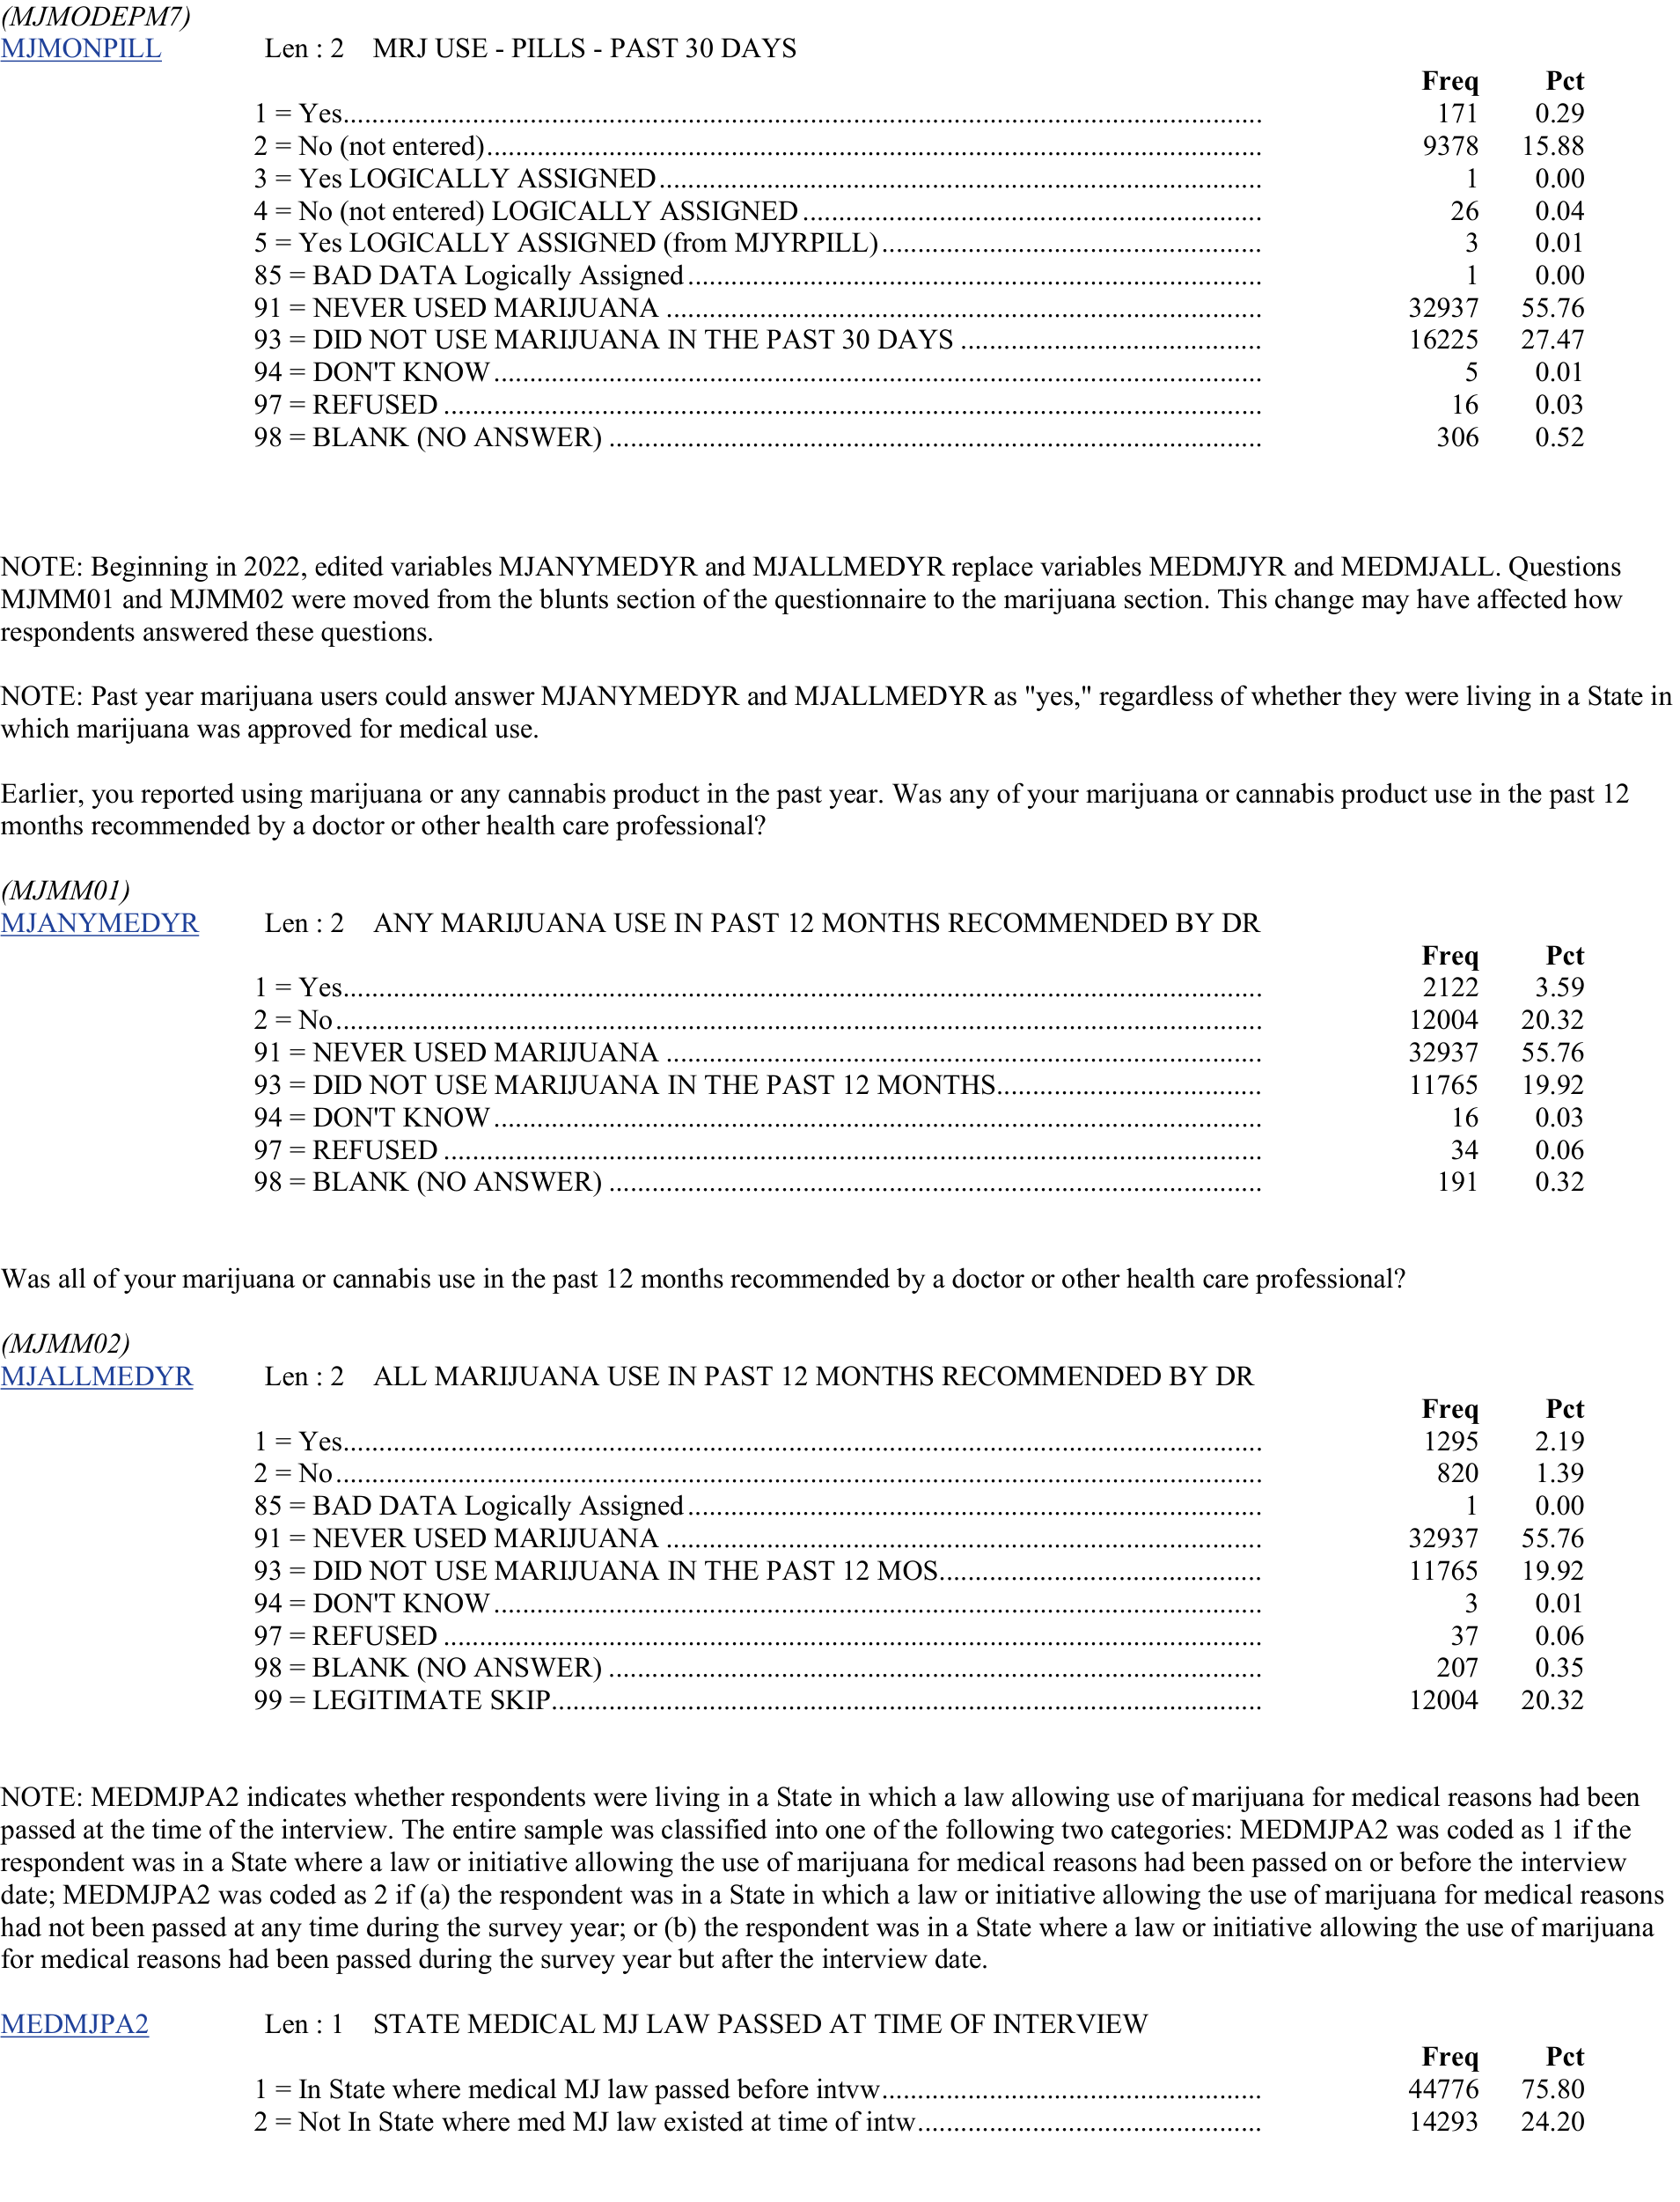 (MJMODEPM7)
MJMONPILL Len : 2 MRJ USE - PILLS - PAST 30 DAYS
Freq Pct
1 = Yes.......... 171 0.29
2 = No (not entered).......... 9378 15.88
3 = Yes LOGICALLY ASSIGNED.......... 1 0.00
4 = No (not entered) LOGICALLY ASSIGNED.......... 26 0.04
5 = Yes LOGICALLY ASSIGNED (from MJYRPILL).......... 3 0.01
85 = BAD DATA Logically Assigned.......... 1 0.00
91 = NEVER USED MARIJUANA .......... 32937 55.76
93 = DID NOT USE MARIJUANA IN THE PAST 30 DAYS .......... 16225 27.47
94 = DON'T KNOW.......... 5 0.01
97 = REFUSED .......... 16 0.03
98 = BLANK (NO ANSWER) .......... 306 0.52
NOTE: Beginning in 2022, edited variables MJANYMEDYR and MJALLMEDYR replace variables MEDMJYR and MEDMJALL. Questions
MJMM01 and MJMM02 were moved from the blunts section of the questionnaire to the marijuana section. This change may have affected how
respondents answered these questions.
NOTE: Past year marijuana users could answer MJANYMEDYR and MJALLMEDYR as "yes," regardless of whether they were living in a State in
which marijuana was approved for medical use.
Earlier, you reported using marijuana or any cannabis product in the past year. Was any of your marijuana or cannabis product use in the past 12
months recommended by a doctor or other health care professional?
(MJMM01)
MJANYMEDYR Len : 2 ANY MARIJUANA USE IN PAST 12 MONTHS RECOMMENDED BY DR
Freq Pct
1 = Yes.......... 2122 3.59
2 = No.......... 12004 20.32
91 = NEVER USED MARIJUANA .......... 32937 55.76
93 = DID NOT USE MARIJUANA IN THE PAST 12 MONTHS.......... 11765 19.92
94 = DON'T KNOW.......... 16 0.03
97 = REFUSED .......... 34 0.06
98 = BLANK (NO ANSWER) .......... 191 0.32
Was all of your marijuana or cannabis use in the past 12 months recommended by a doctor or other health care professional?
(MJMM02)
MJALLMEDYR Len : 2 ALL MARIJUANA USE IN PAST 12 MONTHS RECOMMENDED BY DR
Freq Pct
1 = Yes.......... 1295 2.19
2 = No.......... 820 1.39
85 = BAD DATA Logically Assigned.......... 1 0.00
91 = NEVER USED MARIJUANA .......... 32937 55.76
93 = DID NOT USE MARIJUANA IN THE PAST 12 MOS.......... 11765 19.92
94 = DON'T KNOW.......... 3 0.01
97 = REFUSED .......... 37 0.06
98 = BLANK (NO ANSWER) .......... 207 0.35
99 = LEGITIMATE SKIP.......... 12004 20.32
NOTE: MEDMJPA2 indicates whether respondents were living in a State in which a law allowing use of marijuana for medical reasons had been
passed at the time of the interview. The entire sample was classified into one of the following two categories: MEDMJPA2 was coded as 1 if the
respondent was in a State where a law or initiative allowing the use of marijuana for medical reasons had been passed on or before the interview
date; MEDMJPA2 was coded as 2 if (a) the respondent was in a State in which a law or initiative allowing the use of marijuana for medical reasons
had not been passed at any time during the survey year; or (b) the respondent was in a State where a law or initiative allowing the use of marijuana
for medical reasons had been passed during the survey year but after the interview date.
MEDMJPA2 Len : 1 STATE MEDICAL MJ LAW PASSED AT TIME OF INTERVIEW
Freq Pct
1 = In State where medical MJ law passed before intvw.......... 44776 75.80
2 = Not In State where med MJ law existed at time of intw.......... 14293 24.20